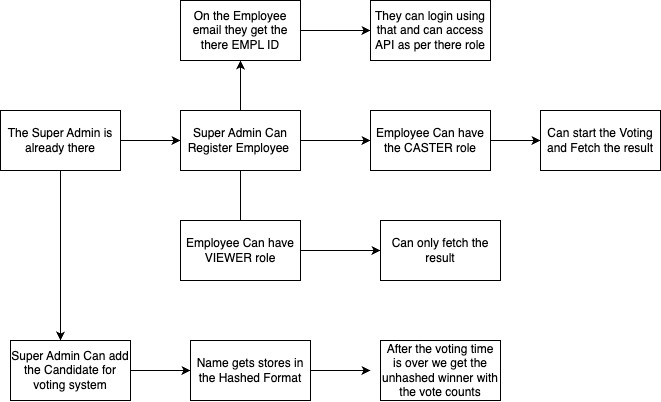 On the Employee
email they get the
there EMPL ID
They can login using
that and can access
API as per there role
The Super Admin is
already there
Super Admin Can
Register Employee
Employee Can have
the CASTER role
Can start the Voting
and Fetch the result
Employee Can have
VIEWER role
Can only fetch the
result
Super Admin Can add
the Candidate for
voting system
Name gets stores in
the Hashed Format
After the voting time
is over we get the
unhashed winner with
the vote counts